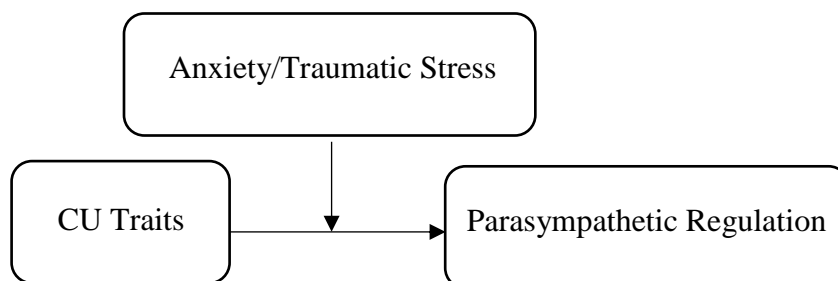 Anxiety/Traumatic Stress
CU Traits
Parasympathetic Regulation